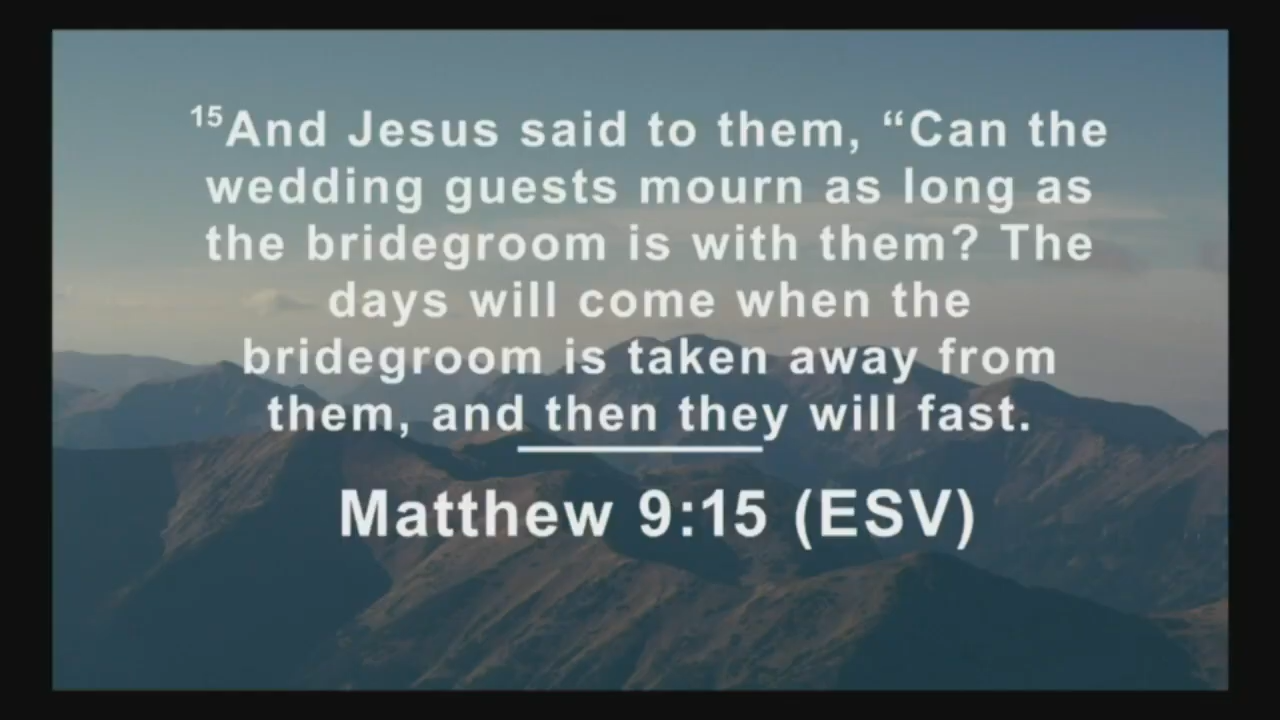 ¹⁵And Jesus said to them, “Can the
wedding guests mourn as long as
the bridegroom is with them? The
days will come when the
bridegroom is taken away from
them, and then they will fast.
Matthew 9:15 (ESV)